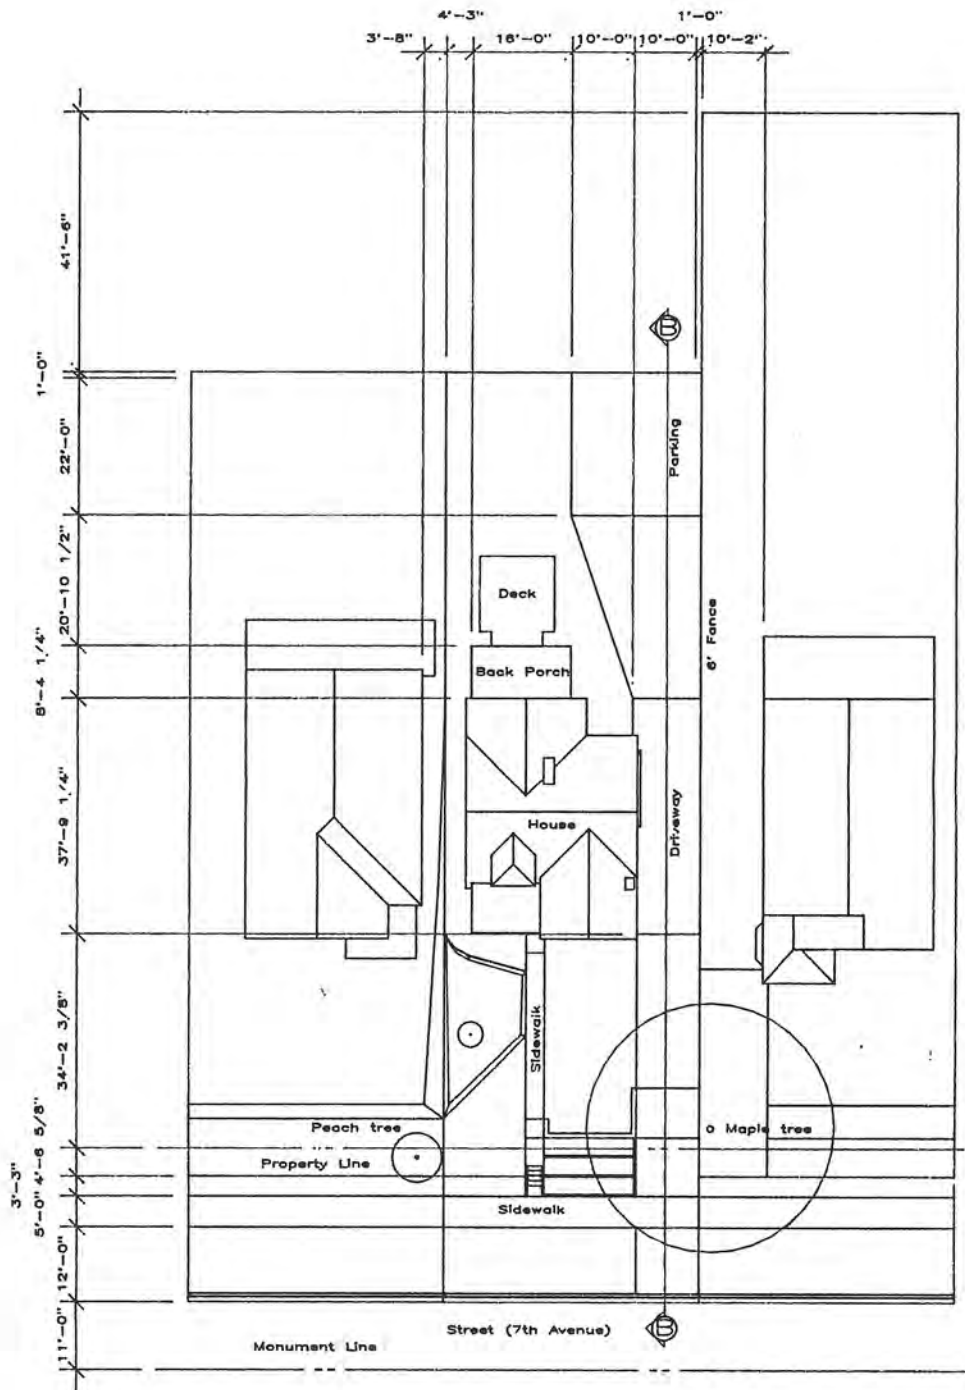 4'-3"
1'-0"
3'-8"
16'-0"
10'-0"
10'-0"
10'-2"
41'-6"
B
1'-0"
Parking
22'-0"
20'-10 1/2"
Deck
6' Fence
8'-4 1/4"
Back Porch
37'-9 1/4"
House
Driveway
34'-2 3/8"
Sidewalk
Peach tree
Maple tree
4'-6 5/8"
Property Line
3'-3"
5'-0"
Sidewalk
12'-0"
Street (7th Avenue)
B
11'-0"
Monument Line